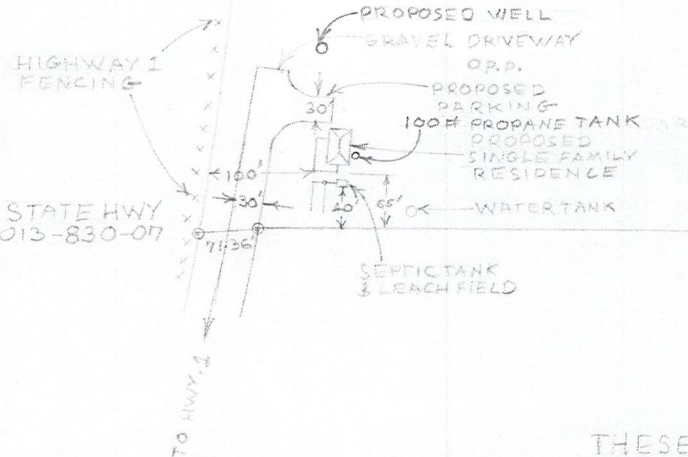 PROPOSED WELL
GRAVEL DRIVEWAY
O.P.P.
HIGHWAY 1
FENCING
PROPOSED
PARKING
30'
100# PROPANE TANK
PROPOSED
SINGLE FAMILY
RESIDENCE
100'
30'
40'
65'
WATER TANK
STATE HWY
013-830-07
71.36'
SEPTIC TANK
& LEACH FIELD
TO HWY. 1
THESE